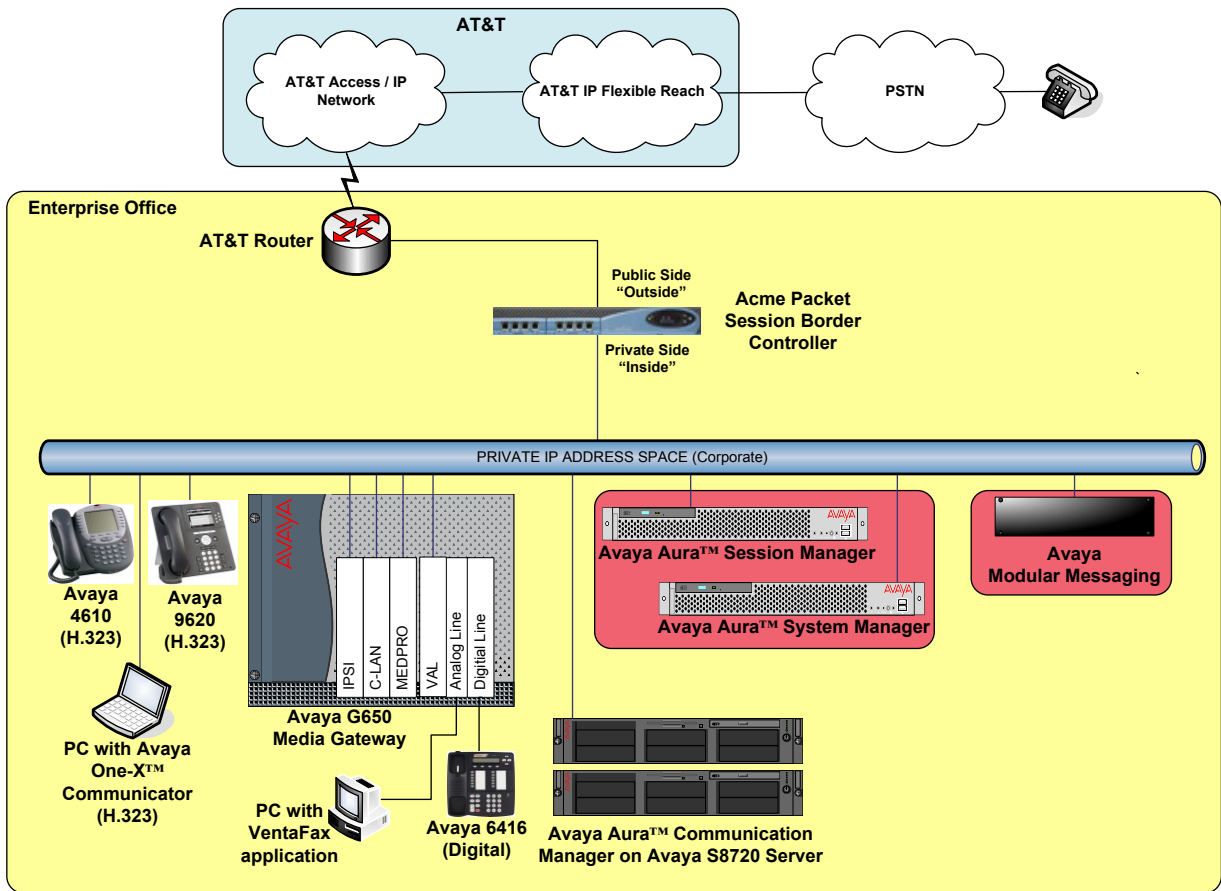 AT&T
AT&T Access / IP
Network
AT&T IP Flexible Reach
PSTN
Enterprise Office
AT&T Router
Public Side
“Outside”
Acme Packet
Session Border
Controller
Private Side
“Inside”
`
PRIVATE IP ADDRESS SPACE (Corporate)
Avaya
4610
(H.323)
Avaya
9620
(H.323)
PC with Avaya
One-X™
Communicator
(H.323)
AVAYA
IPSI
C-LAN
MEDPRO
VAL
Analog Line
Digitial Line
Avaya G650
Media Gateway
PC with
VentaFax
application
Avaya 6416
(Digital)
AVAYA
Avaya Aura™ Session Manager
AVAYA
Avaya Aura™ System Manager
Avaya
Modular Messaging
Avaya Aura™ Communication
Manager on Avaya S8720 Server